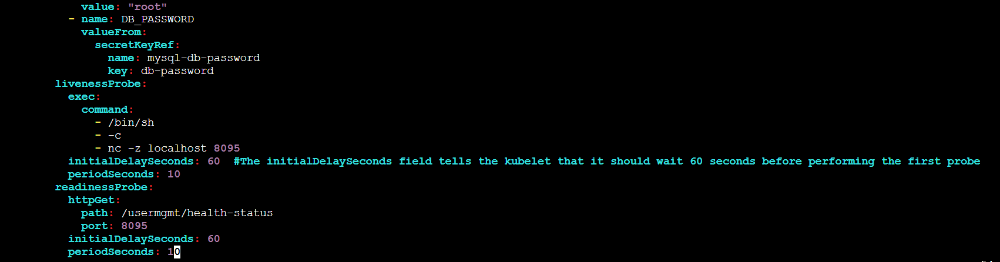 value: "root"
- name: DB_PASSWORD
valueFrom:
secretKeyRef:
name: mysql-db-password
key: db-password
livenessProbe:
exec:
command:
- /bin/sh
- -c
- nc -z localhost 8095
initialDelaySeconds: 60  #The initialDelaySeconds field tells the kubelet that it should wait 60 seconds before performing the first probe
periodSeconds: 10
readinessProbe:
httpGet:
path: /usermgmt/health-status
port: 8095
initialDelaySeconds: 60
periodSeconds: 10